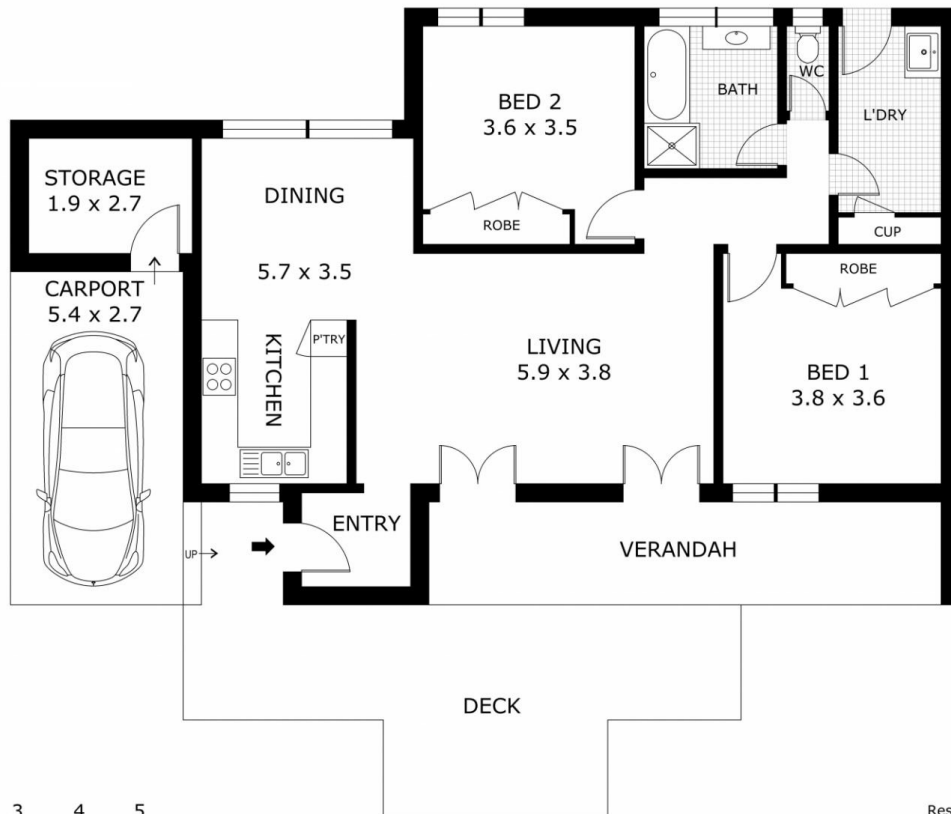 BED 2
3.6 x 3.5
ROBE
BATH
WC
L'DRY
CUP
STORAGE
1.9 x 2.7
DINING
5.7 x 3.5
KITCHEN
P'TRY
CARPORT
5.4 x 2.7
LIVING
5.9 x 3.8
ROBE
BED 1
3.8 x 3.6
UP
ENTRY
VERANDAH
DECK
3 4 5